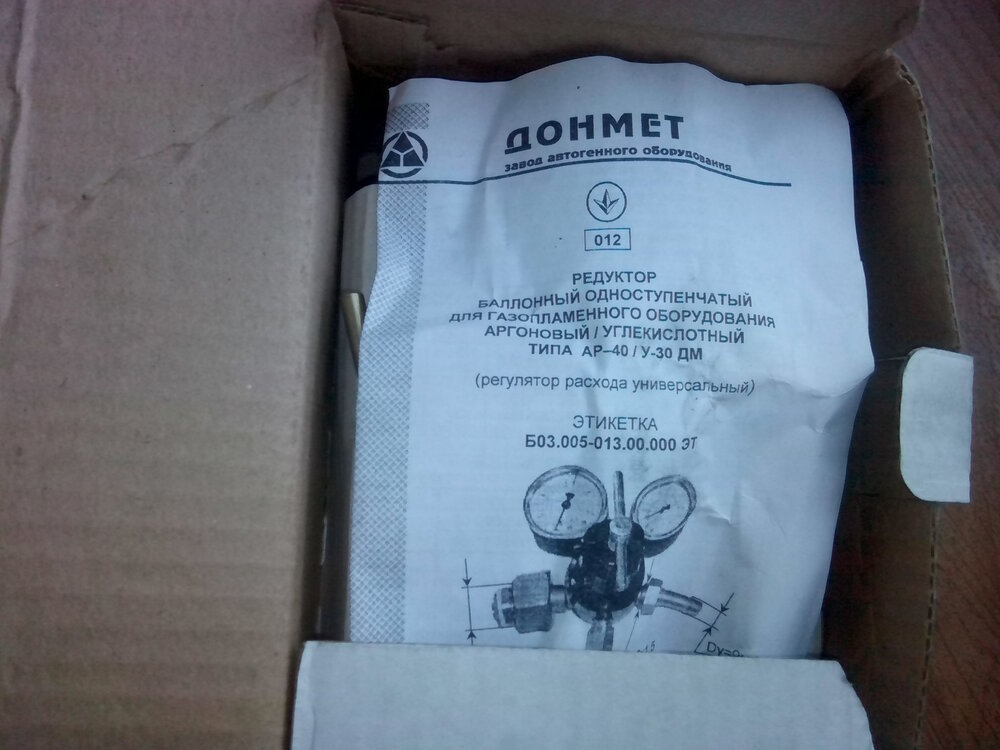 ДОНМЕТ
завод автогенного оборудования
012
РЕДУКТОР
БАЛЛОННЫЙ ОДНОСТУПЕНЧАТЫЙ
ДЛЯ ГАЗОПЛАМЕННОГО ОБОРУДОВАНИЯ
АРГОНОВЫЙ / УГЛЕКИСЛОТНЫЙ
ТИПА АР–40 / У-30 ДМ
(регулятор расхода универсальный)
ЭТИКЕТКА
Б03.005-013.00.000 ЭТ